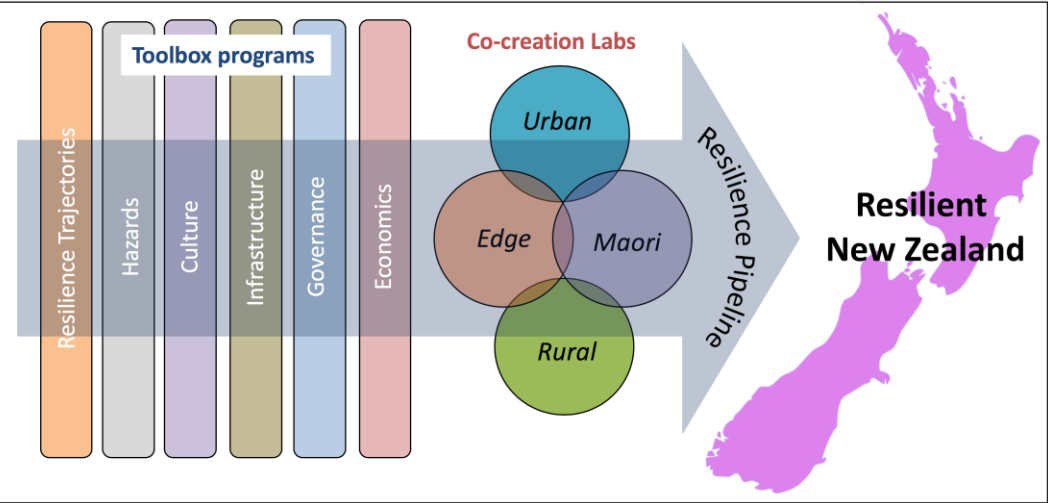 Toolbox programs
Resilience Trajectories
Hazards
Culture
Infrastructure
Governance
Economics
Co-creation Labs
Urban
Edge
Maori
Rural
Resilience Pipeline
Resilient
New Zealand